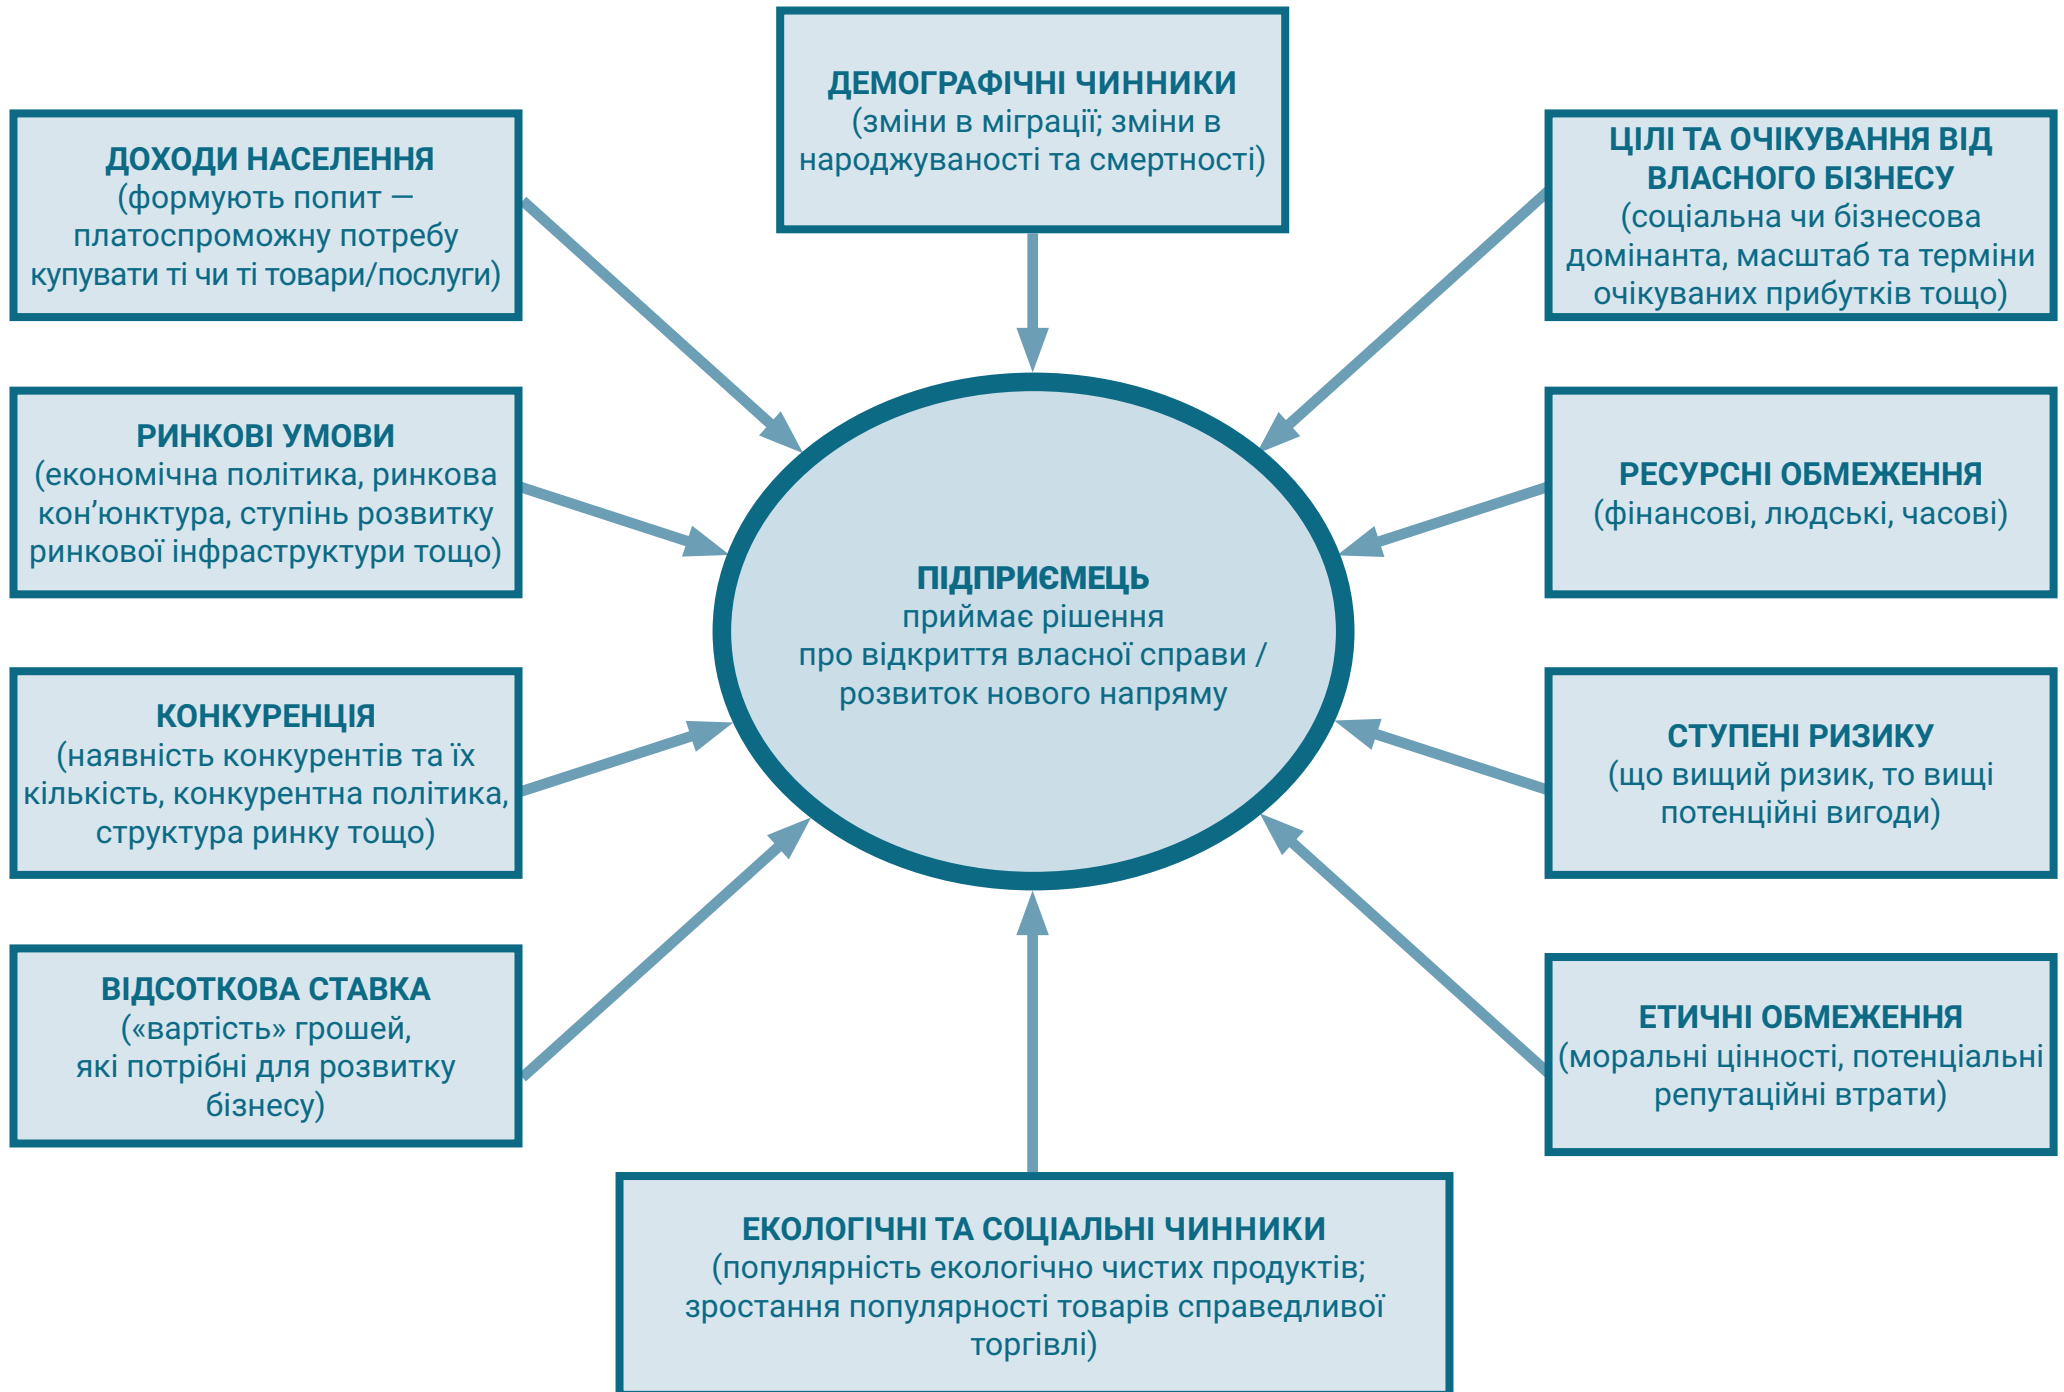 ДЕМОГРАФІЧНІ ЧИННИКИ
(зміни в міграції; зміни в
народжуваності та смертності)
ДОХОДИ НАСЕЛЕННЯ
(формують попит —
платоспроможну потребу
купувати ті чи ті товари/послуги)
ЦІЛІ ТА ОЧІКУВАННЯ ВІД
ВЛАСНОГО БІЗНЕСУ
(соціальна чи бізнесова
домінанта, масштаб та терміни
очікуваних прибутків тощо)
РИНКОВІ УМОВИ
(економічна політика, ринкова
кон’юнктура, ступінь розвитку
ринкової інфраструктури тощо)
РЕСУРСНІ ОБМЕЖЕННЯ
(фінансові, людські, часові)
ПІДПРИЄМЕЦЬ
приймає рішення
про відкриття власної справи /
розвиток нового напряму
КОНКУРЕНЦІЯ
(наявність конкурентів та їх
кількість, конкурентна політика,
структура ринку тощо)
СТУПЕНІ РИЗИКУ
(що вищий ризик, то вищі
потенційні вигоди)
ВІДСОТКОВА СТАВКА
(«вартість» грошей,
які потрібні для розвитку
бізнесу)
ЕТИЧНІ ОБМЕЖЕННЯ
(моральні цінності, потенціальні
репутаційні втрати)
ЕКОЛОГІЧНІ ТА СОЦІАЛЬНІ ЧИННИКИ
(популярність екологічно чистих продуктів;
зростання популярності товарів справедливої
торгівлі)